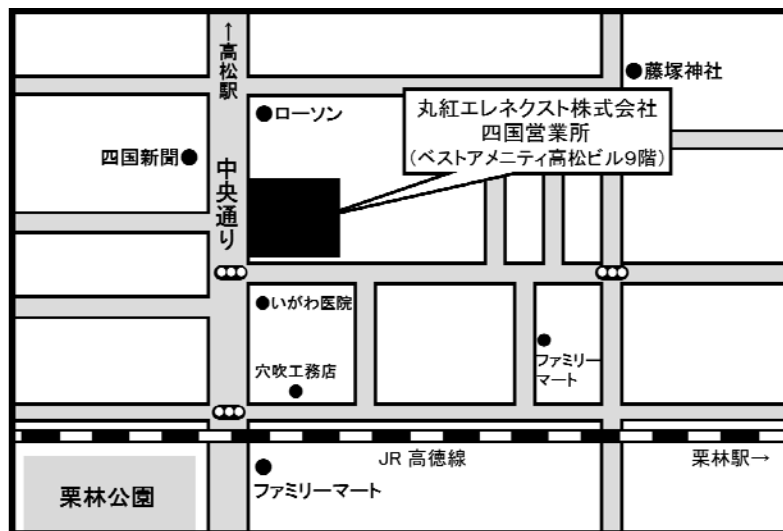 ↑高松駅
藤塚神社
丸紅エレネクスト株式会社
四国営業所
(ベストアメニティ高松ビル9階)
ローソン
四国新聞
中央通り
いがわ医院
穴吹工務店
ファミリー
マート
JR 高徳線
栗林駅→
栗林公園
ファミリーマート